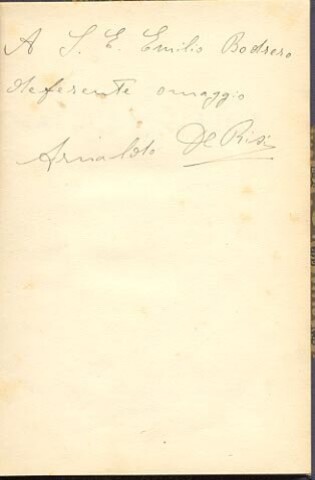 A S. E. Emilio Bodrero
deferente omaggio
Arnaldo De Risi